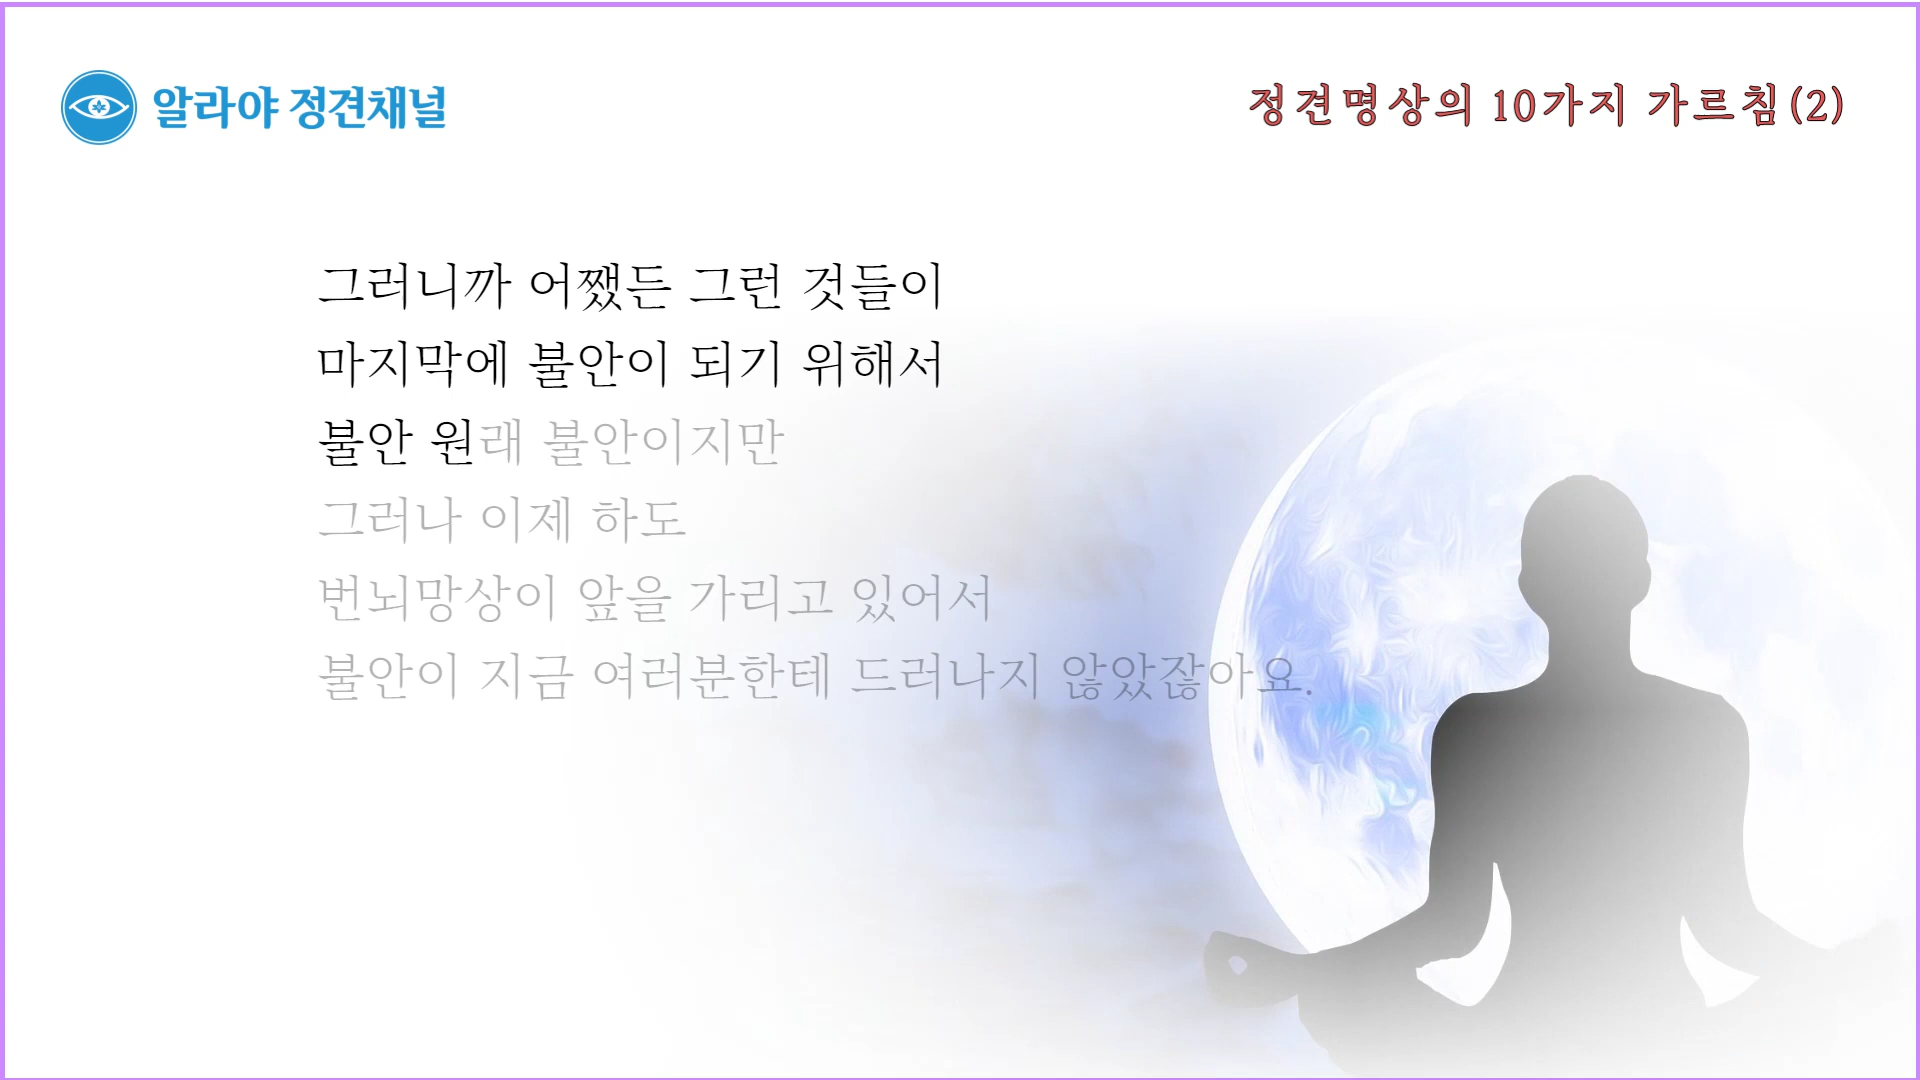 알라야 정견채널
정견명상의 10가지 가르침(2)
그러니까 어쨌든 그런 것들이
마지막에 불안이 되기 위해서
불안 원래 불안이지만
그러나 이제 하도
번뇌망상이 앞을 가리고 있어서
불안이 지금 여러분한테 드러나지 않았잖아요.